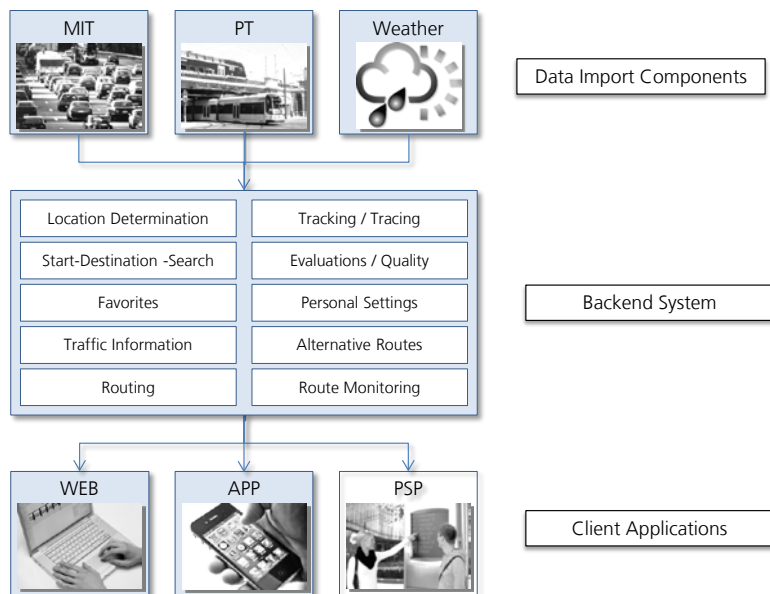 MIT
PT
Weather
Data Import Components
Location Determination
Tracking / Tracing
Start-Destination -Search
Evaluations / Quality
Favorites
Personal Settings
Backend System
Traffic Information
Alternative Routes
Routing
Route Monitoring
WEB
APP
PSP
Client Applications